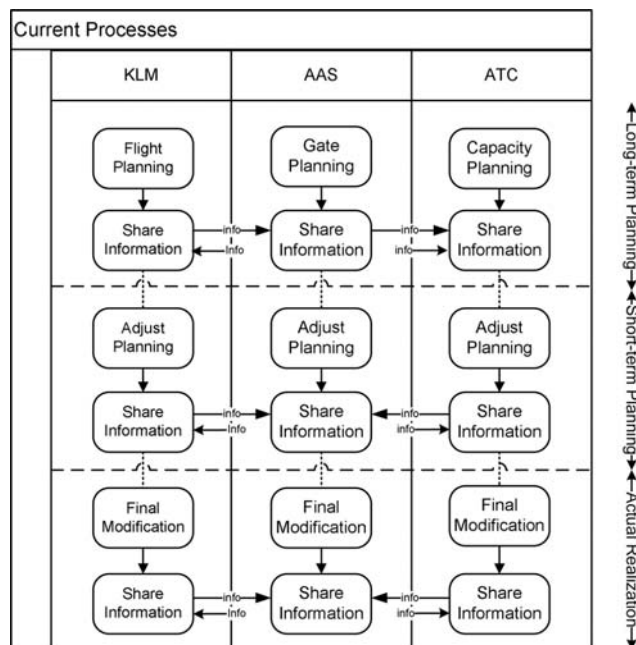 Current Processes
KLM
AAS
ATC
Flight
Planning
Gate
Planning
Capacity
Planning
Share
Information
info
Info
Share
Information
info
Share
Information
Adjust
Planning
Adjust
Planning
Adjust
Planning
Share
Information
info
Info
Share
Information
info
info
Share
Information
Final
Modification
Final
Modification
Final
Modification
Share
Information
info
Info
Share
Information
info
info
Share
Information
Long-term Planning
Short-term Planning
Actual Realization